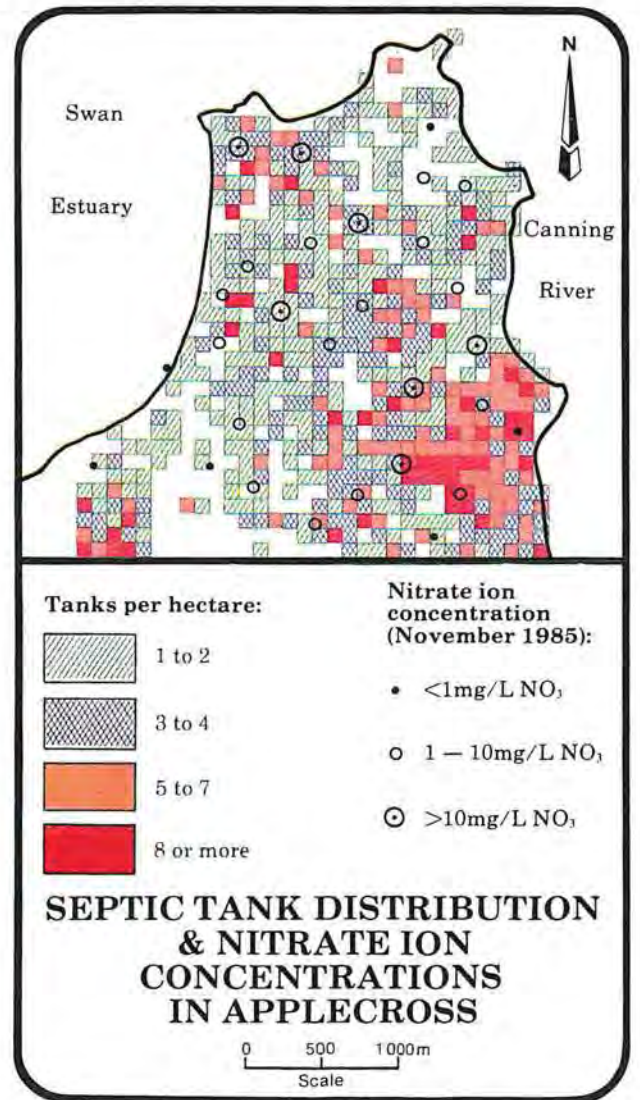 N
Swan
Estuary
Canning
River
Tanks per hectare:
1 to 2
3 to 4
5 to 7
8 or more
Nitrate ion
concentration
(November 1985):
<1mg/L NO₃
1 — 10mg/L NO₃
>10mg/L NO₃
SEPTIC TANK DISTRIBUTION
& NITRATE ION
CONCENTRATIONS
IN APPLECROSS
0 500 1000m
Scale